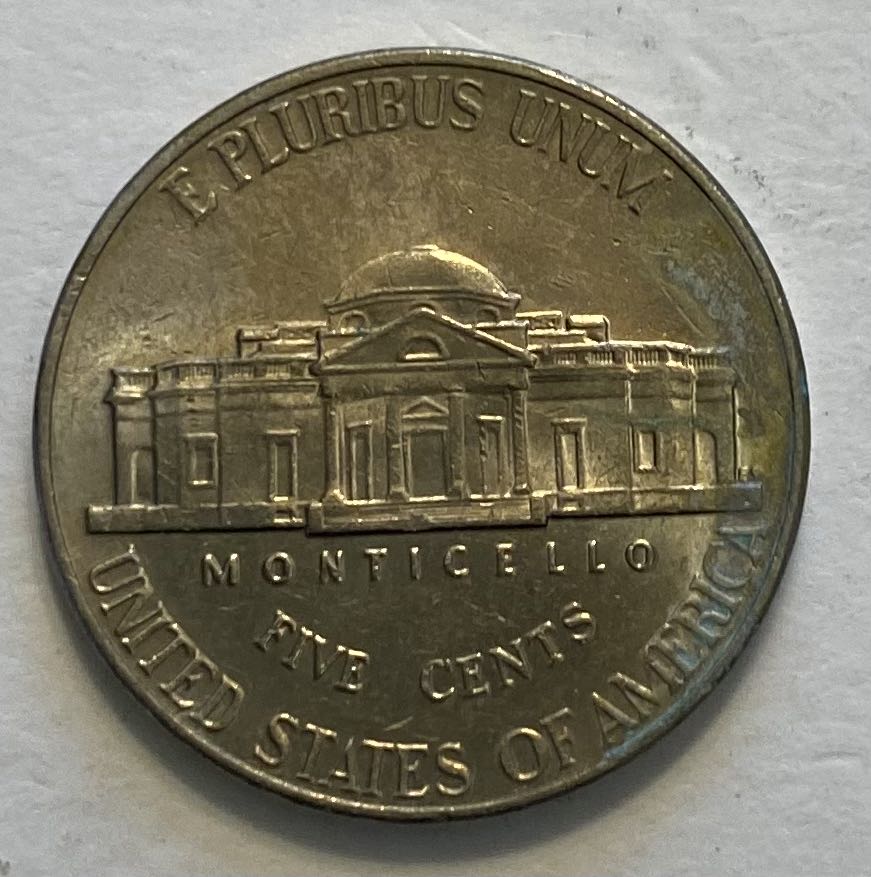 E PLURIBUS UNUM
MONTICELLO
FIVE CENTS
UNITED STATES OF AMERICA